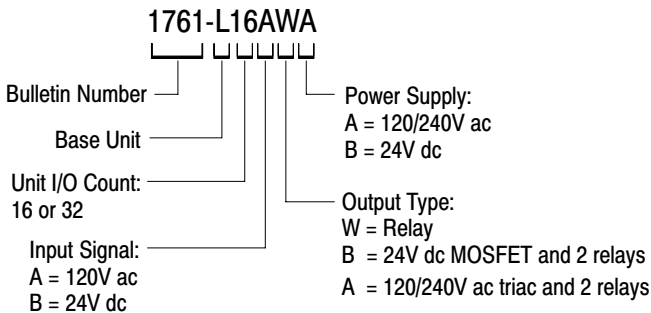 1761-L16AWA
Bulletin Number
Base Unit
Unit I/O Count:
16 or 32
Input Signal:
A = 120V ac
B = 24V dc
Power Supply:
A = 120/240V ac
B = 24V dc
Output Type:
W = Relay
B = 24V dc MOSFET and 2 relays
A = 120/240V ac triac and 2 relays